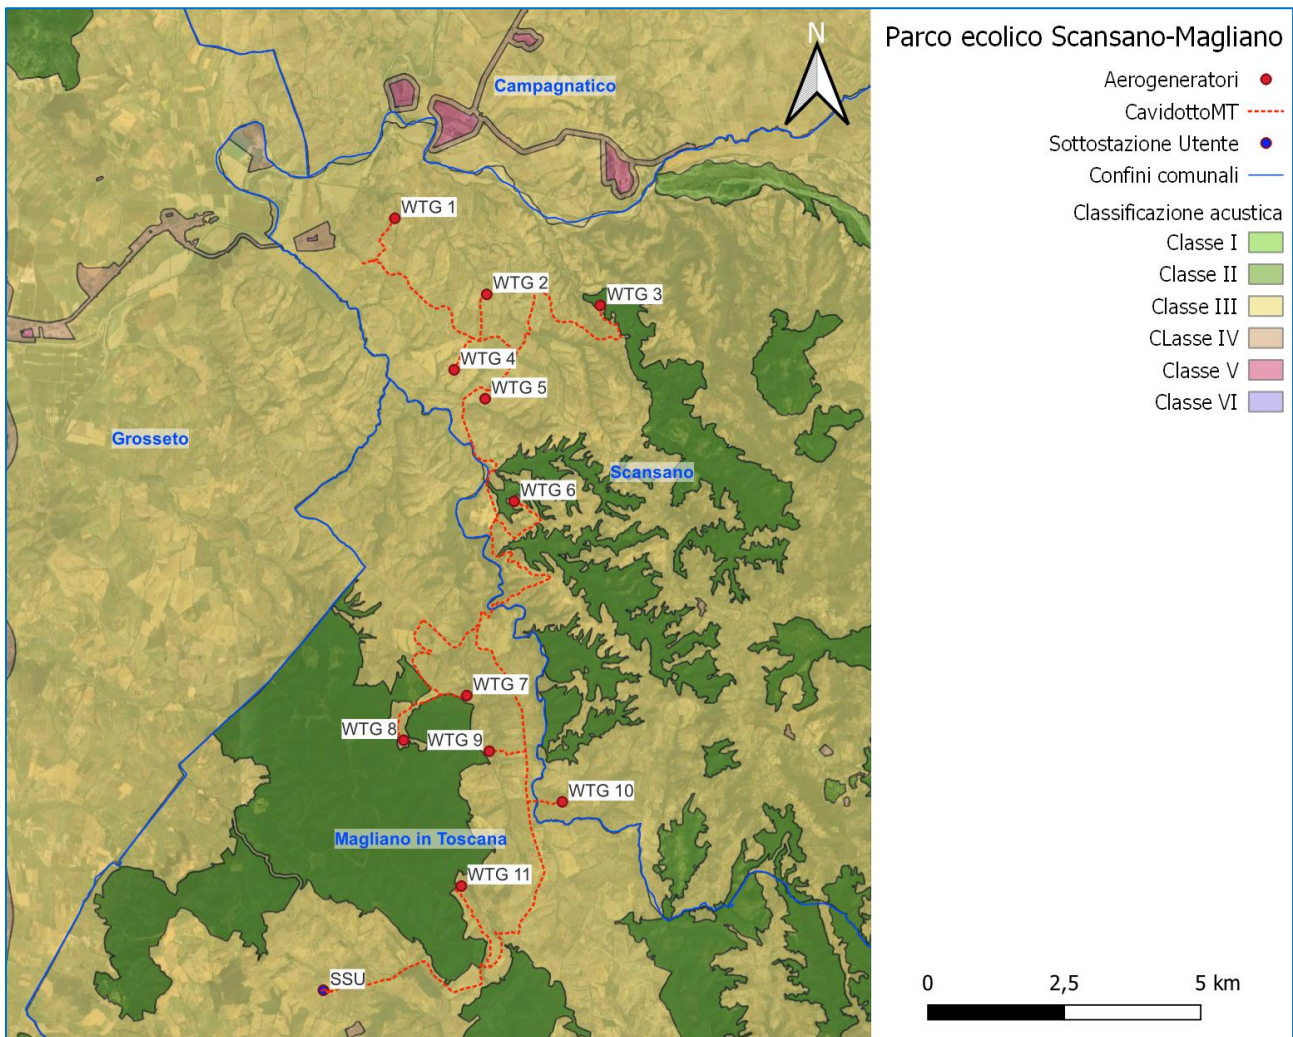 Parco ecolico Scansano-Magliano
N
Aerogeneratori
CavidottoMT
Sottostazione Utente
Confini comunali
Classificazione acustica
Classe I
Classe II
Classe III
CLasse IV
Classe V
Classe VI
Campagnatico
WTG 1
WTG 2
WTG 3
WTG 4
WTG 5
Grosseto
Scansano
WTG 6
WTG 7
WTG 8
WTG 9
WTG 10
Magliano in Toscana
WTG 11
SSU
0 2,5 5 km